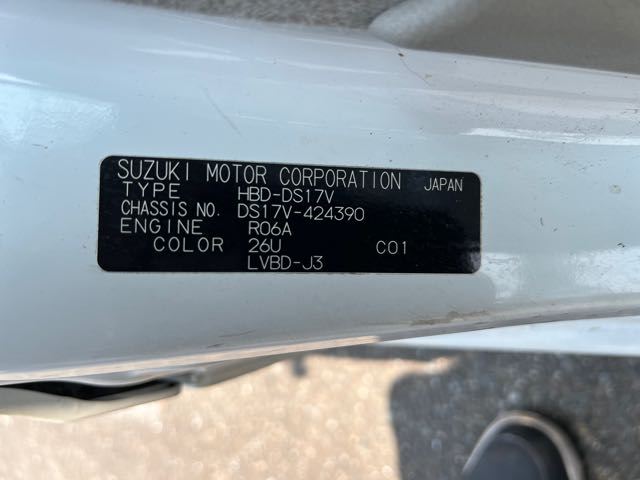 SUZUKI MOTOR CORPORATION JAPAN
TYPE HBD-DS17V
CHASSIS NO. DS17V-424390
ENGINE R06A
COLOR 26U C01
LVBD-J3